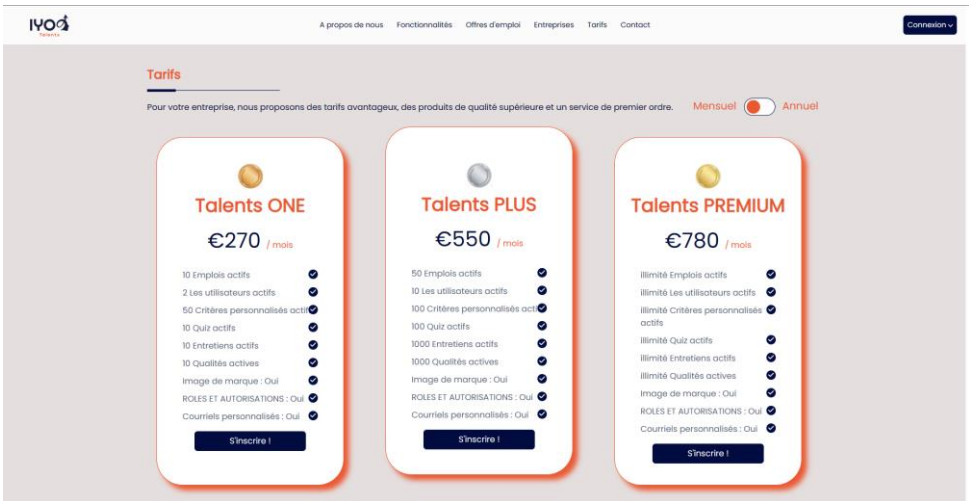 IYOO
Talents
A propos de nous Fonctionnalités Offres d'emploi Entreprises Tarifs Contact
Connexion
Tarifs
Pour votre entreprise, nous proposons des tarifs avantageux, des produits de qualité supérieure et un service de premier ordre.
Mensuel Annuel
Talents ONE
€270 / mois
10 Emplois actifs
2 Les utilisateurs actifs
50 Critères personnalisés actif
10 Quiz actifs
10 Entretiens actifs
10 Qualités actives
Image de marque : Oui
ROLES ET AUTORISATIONS : Oui
Courriels personnalisés : Oui
S'inscrire !
Talents PLUS
€550 / mois
50 Emplois actifs
10 Les utilisateurs actifs
100 Critères personnalisés acti
100 Quiz actifs
1000 Entretiens actifs
1000 Qualités actives
Image de marque : Oui
ROLES ET AUTORISATIONS : Oui
Courriels personnalisés : Oui
S'inscrire !
Talents PREMIUM
€780 / mois
illimité Emplois actifs
illimité Les utilisateurs actifs
illimité Critères personnalisés
actifs
illimité Quiz actifs
illimité Entretiens actifs
illimité Qualités actives
Image de marque : Oui
ROLES ET AUTORISATIONS : Oui
Courriels personnalisés : Oui
S'inscrire !